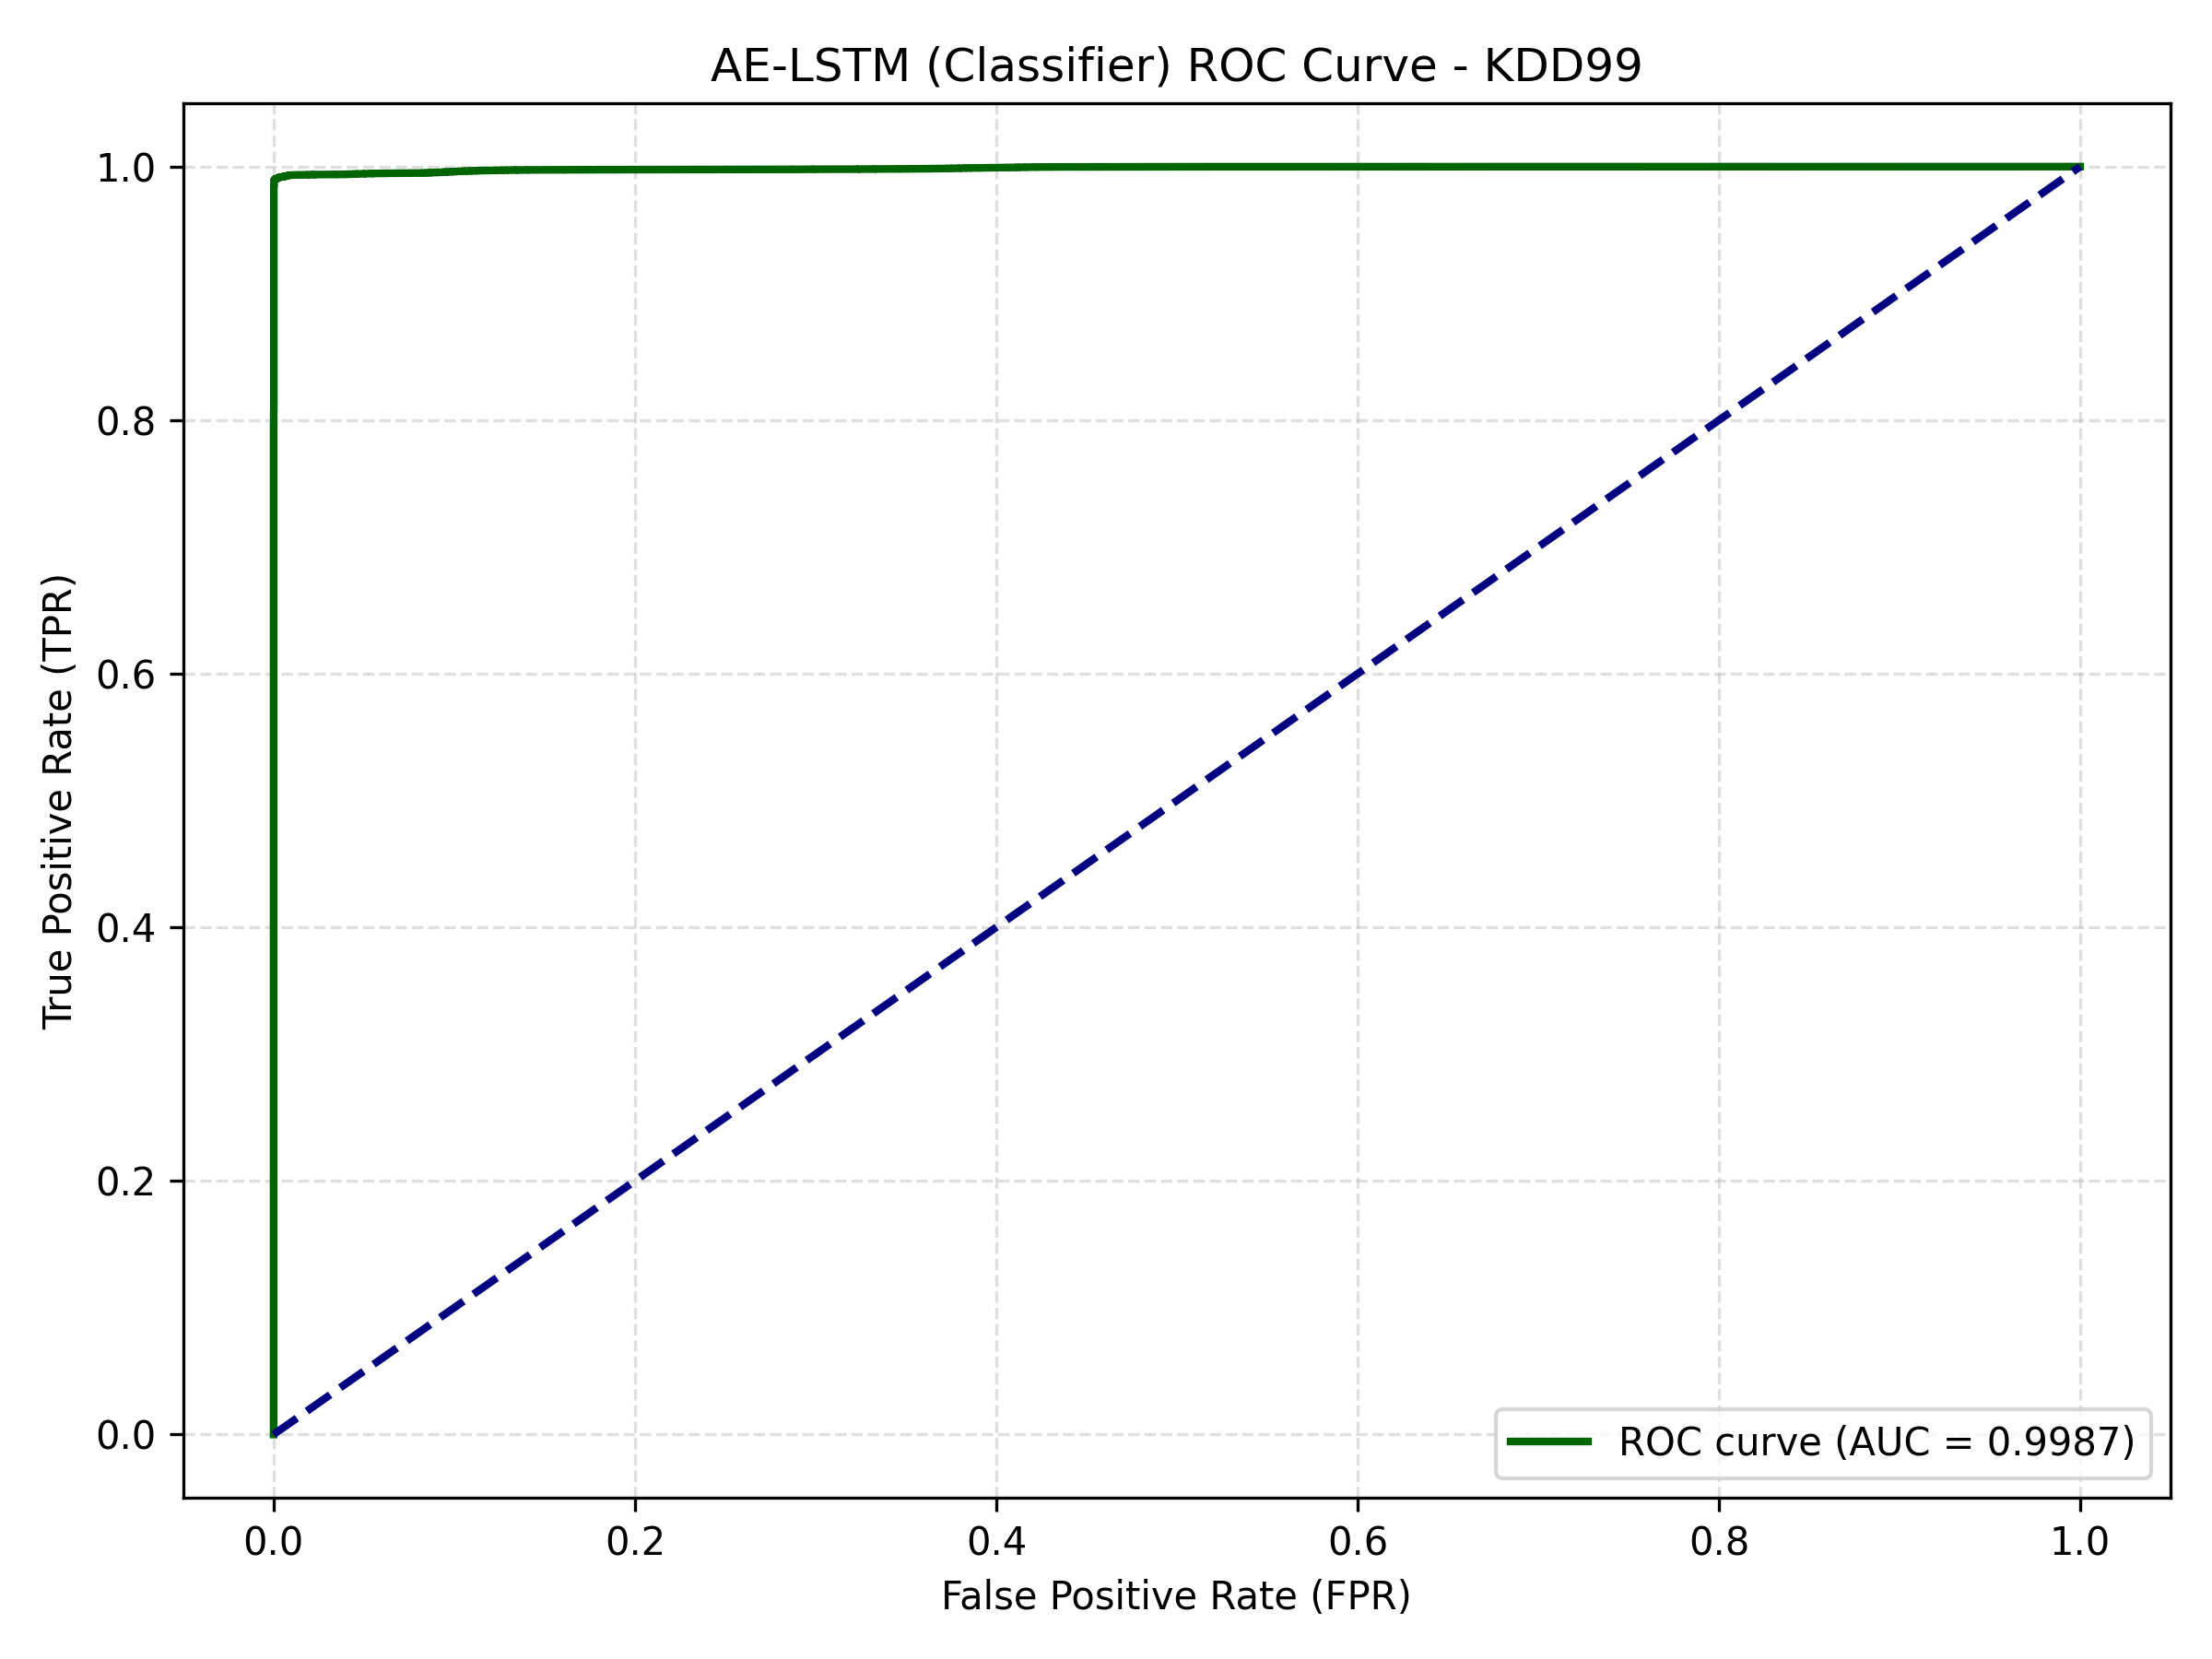 AE-LSTM (Classifier) ROC Curve - KDD99
True Positive Rate (TPR)
1.0
0.8
0.6
0.4
0.2
0.0
ROC curve (AUC = 0.9987)
0.0 0.2 0.4 0.6 0.8 1.0
False Positive Rate (FPR)